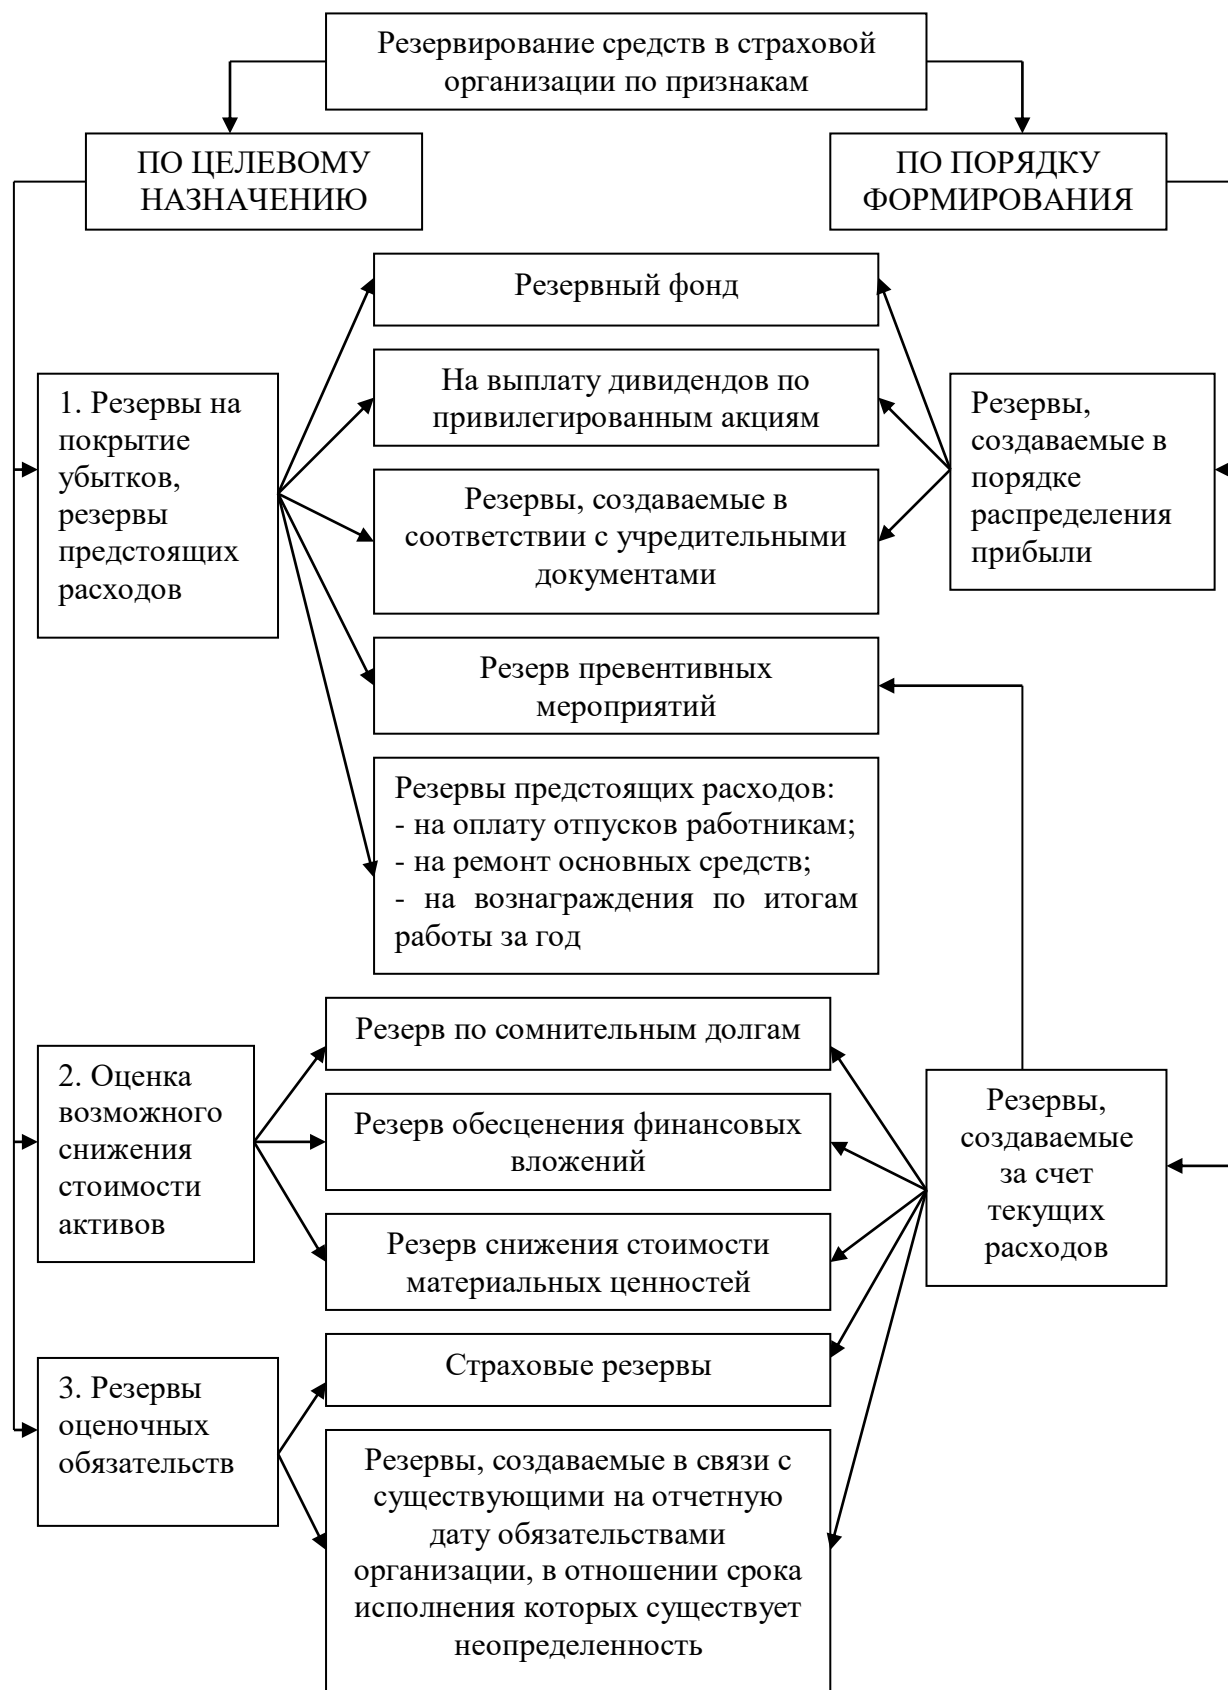 Резервирование средств в страховой
организации по признакам
ПО ЦЕЛЕВОМУ
НАЗНАЧЕНИЮ
ПО ПОРЯДКУ
ФОРМИРОВАНИЯ
Резервный фонд
На выплату дивидендов по
привилегированным акциям
Резервы, создаваемые в
соответствии с учредительными
документами
Резерв превентивных
мероприятий
Резервы предстоящих расходов:
- на оплату отпусков работникам;
- на ремонт основных средств;
- на вознаграждения по итогам
работы за год
1. Резервы на
покрытие
убытков,
резервы
предстоящих
расходов
Резервы,
создаваемые в
порядке
распределения
прибыли
Резерв по сомнительным долгам
Резерв обесценения финансовых
вложений
Резерв снижения стоимости
материальных ценностей
2. Оценка
возможного
снижения
стоимости
активов
Резервы,
создаваемые
за счет
текущих
расходов
Страховые резервы
3. Резервы
оценочных
обязательств
Резервы, создаваемые в связи с
существующими на отчетную
дату обязательствами
организации, в отношении срока
исполнения которых существует
неопределенность